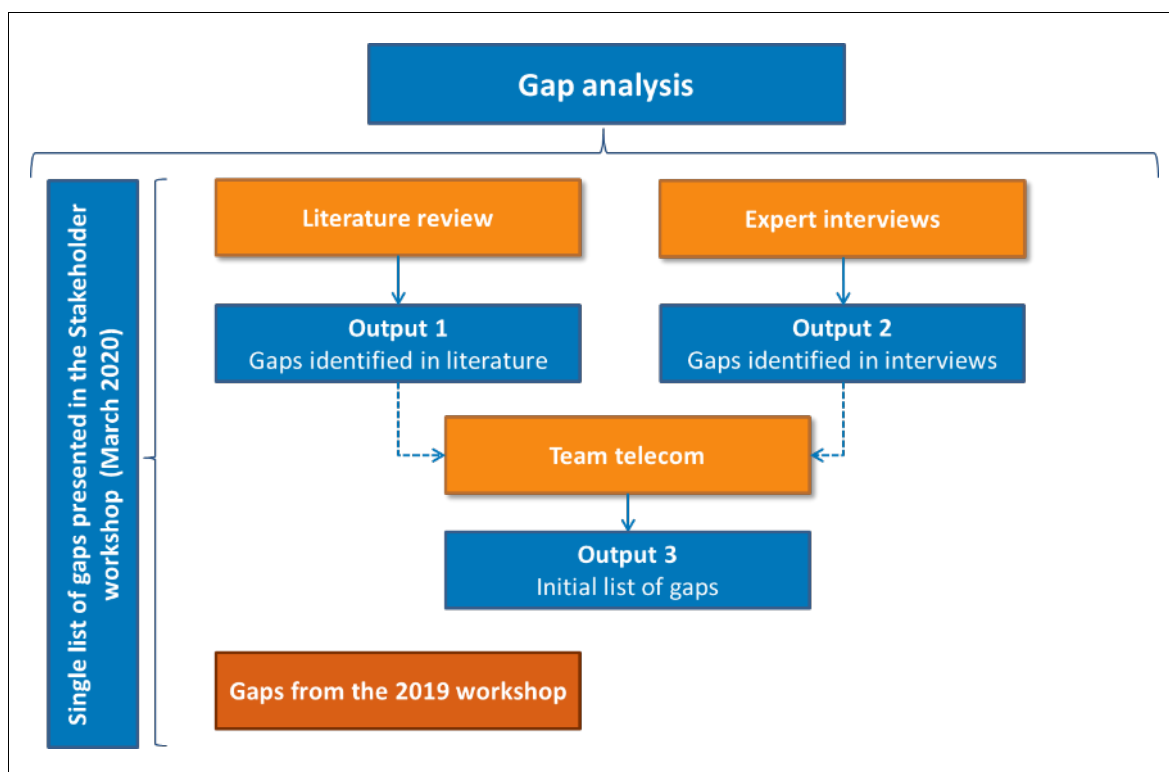 Gap analysis
Single list of gaps presented in the Stakeholder
workshop (March 2020)
Literature review
Expert interviews
Output 1
Gaps identified in literature
Output 2
Gaps identified in interviews
Team telecom
Output 3
Initial list of gaps
Gaps from the 2019 workshop